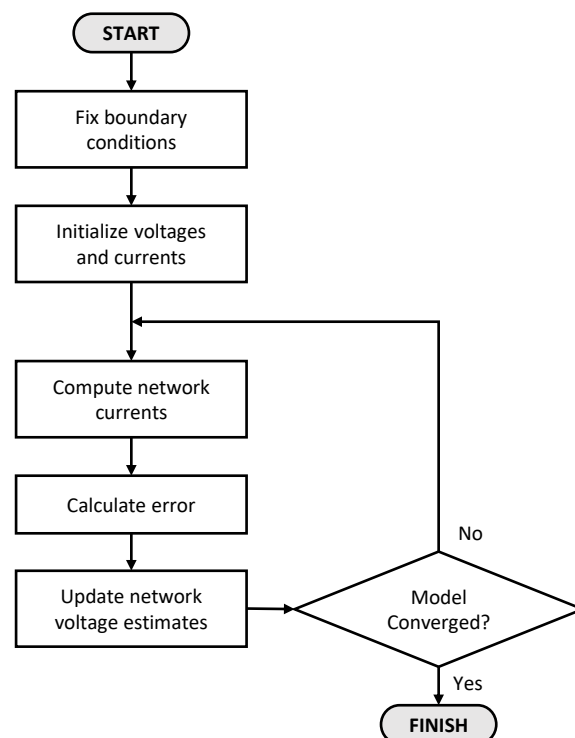 START
Fix boundary
conditions
Initialize voltages
and currents
Compute network
currents
Calculate error
Update network
voltage estimates
No
Model
Converged?
Yes
FINISH